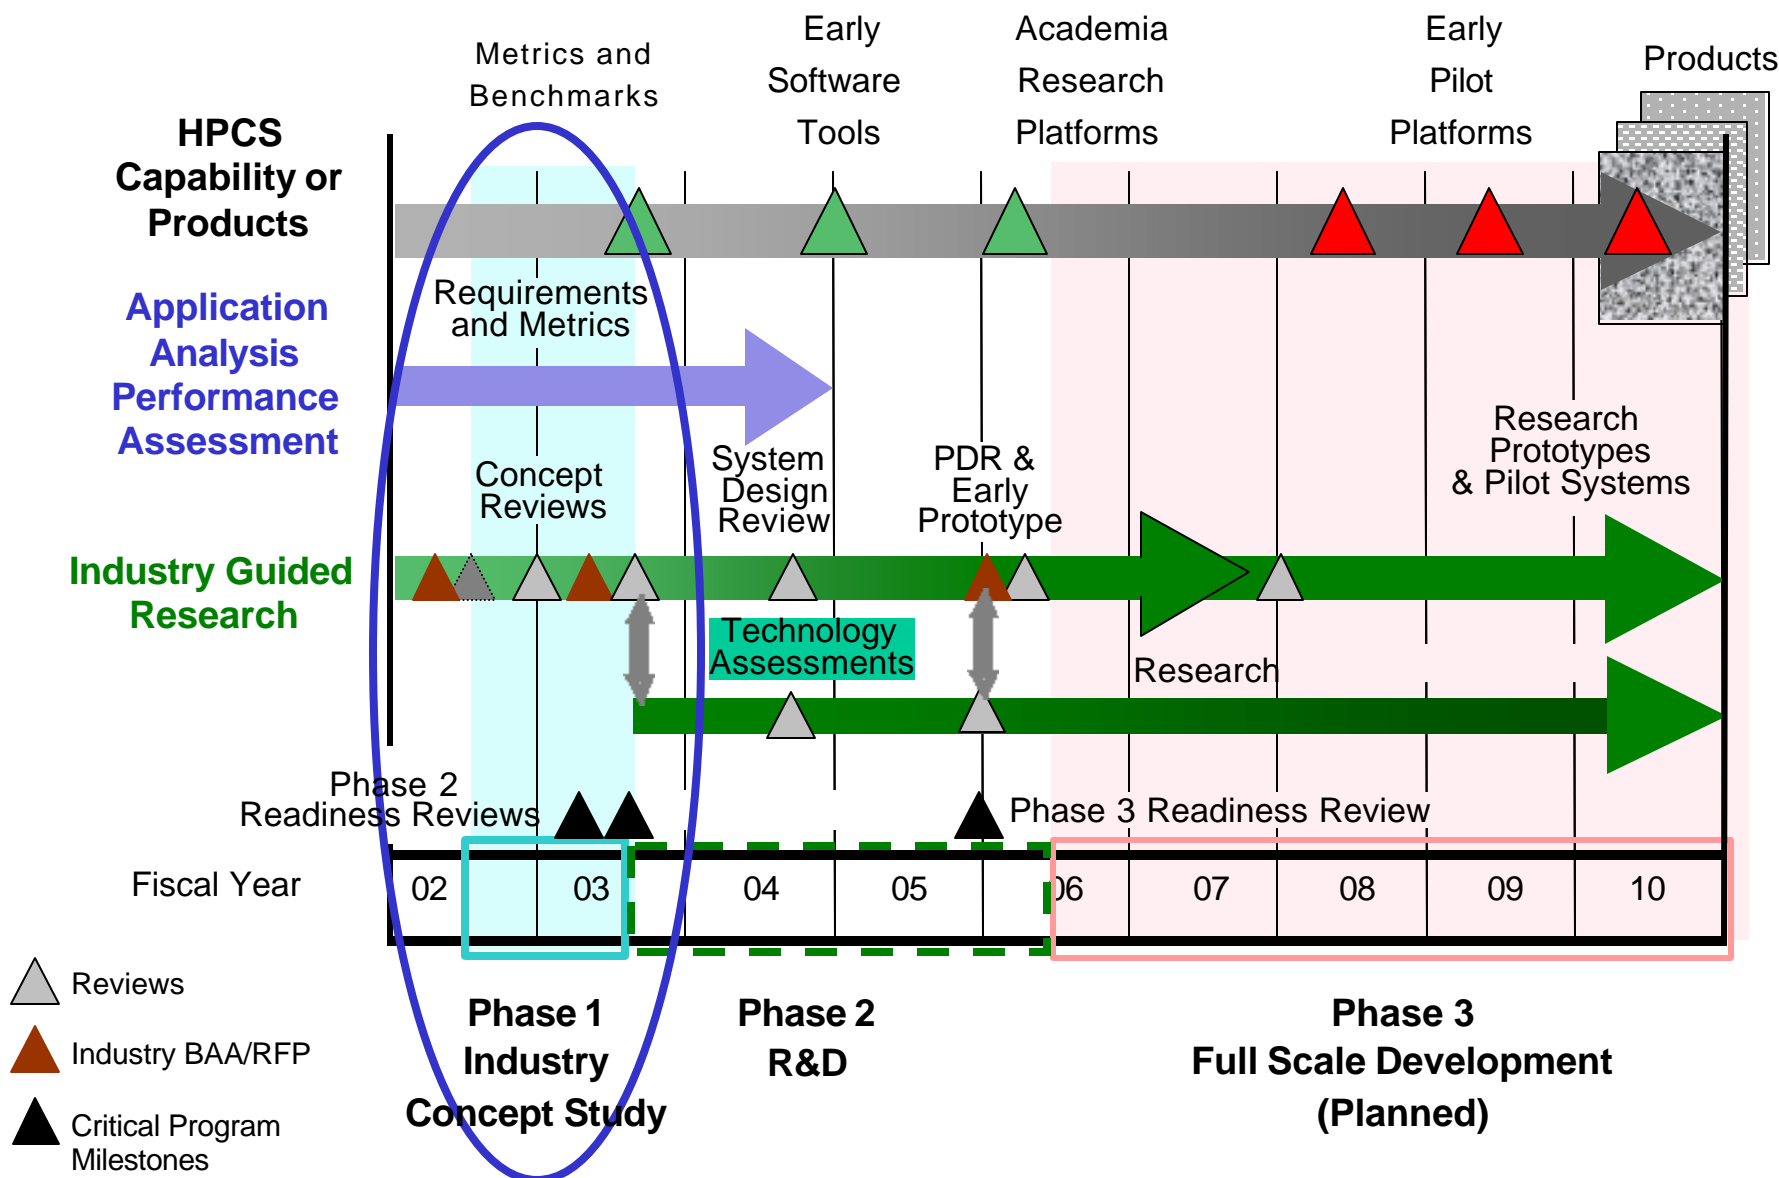 Metrics and
Benchmarks
Early
Software
Tools
Academia
Research
Platforms
Early
Pilot
Platforms
Products
HPCS
Capability or
Products
Requirements
and Metrics
Application
Analysis
Performance
Assessment
Concept
Reviews
System
Design
Review
PDR &
Early
Prototype
Research
Prototypes
& Pilot Systems
Industry Guided
Research
Technology
Assessments
Research
Phase 2
Readiness Reviews
Phase 3 Readiness Review
Fiscal Year
02
03
04
05
06
07
08
09
10
Reviews
Industry BAA/RFP
Critical Program
Milestones
Phase 1
Industry
Concept Study
Phase 2
R&D
Phase 3
Full Scale Development
(Planned)